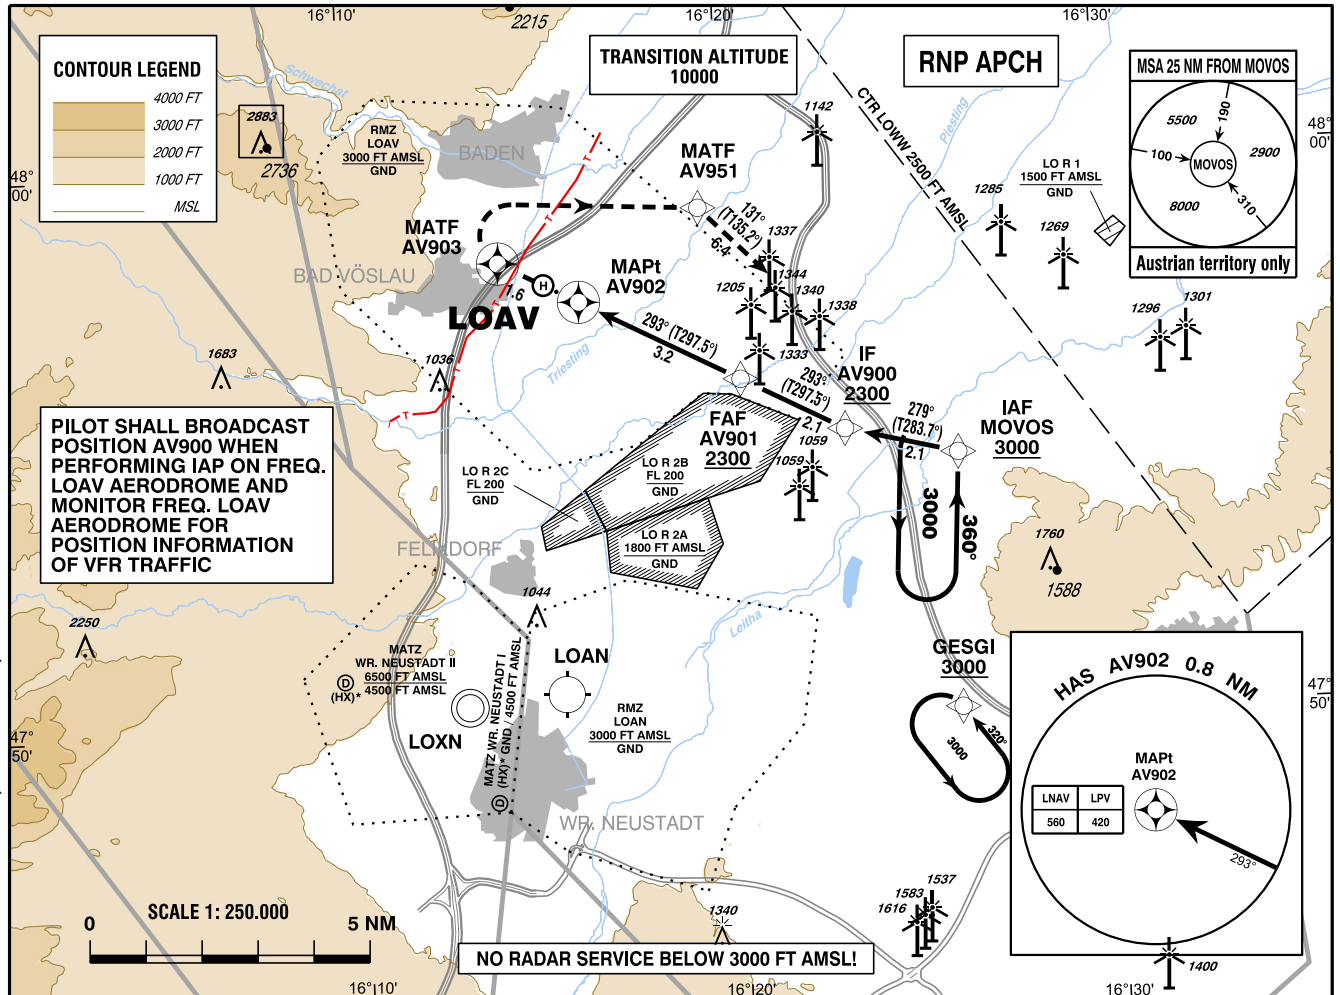 16°10'
16°20'
16°30'
2215
CONTOUR LEGEND
4000 FT
3000 FT
2000 FT
1000 FT
MSL
TRANSITION ALTITUDE
10000
RNP APCH
MSA 25 NM FROM MOVOS
5500
190
2900
100
MOVOS
310
8000
Austrian territory only
48°
00'
48°
00'
Schwechat
2883
2736
RMZ
LOAV
3000 FT AMSL
GND
BADEN
1142
CTR LOWW 2500 FT AMSL
Piesting
LO R 1
1500 FT AMSL
GND
1285
1269
1296
1301
MATF
AV951
131°
(T135.2°)
6.4
1337
1344
1340
1338
1205
1333
MATF
AV903
BAD VÖSLAU
T
T
T
T
1.6
H
MAPt
AV902
LOAV
293° (T297.5°)
3.2
Triesting
1683
1036
IF
AV900
2300
293°
(T297.5°)
2.1
279°
(T283.7°)
2.1
IAF
MOVOS
3000
FAF
AV901
2300
1059
1059
PILOT SHALL BROADCAST
POSITION AV900 WHEN
PERFORMING IAP ON FREQ.
LOAV AERODROME AND
MONITOR FREQ. LOAV
AERODROME FOR
POSITION INFORMATION
OF VFR TRAFFIC
LO R 2C
FL 200
GND
LO R 2B
FL 200
GND
LO R 2A
1800 FT AMSL
GND
3000
360°
1760
1588
FELIXDORF
1044
Leitha
2250
MATZ
WR. NEUSTADT II
6500 FT AMSL
4500 FT AMSL
D
(HX)*
LOXN
MATZ WR. NEUSTADT I
(HX)* GND / 4500 FT AMSL
D
LOAN
RMZ
LOAN
3000 FT AMSL
GND
GESGI
3000
3000
320°
47°
50'
47°
50'
WR. NEUSTADT
HAS AV902 0.8 NM
MAPt
AV902
LNAV LPV
560 420
293°
SCALE 1: 250.000
0 5 NM
1340
1537
1583
1616
1400
NO RADAR SERVICE BELOW 3000 FT AMSL!
16°10'
16°20'
16°30'